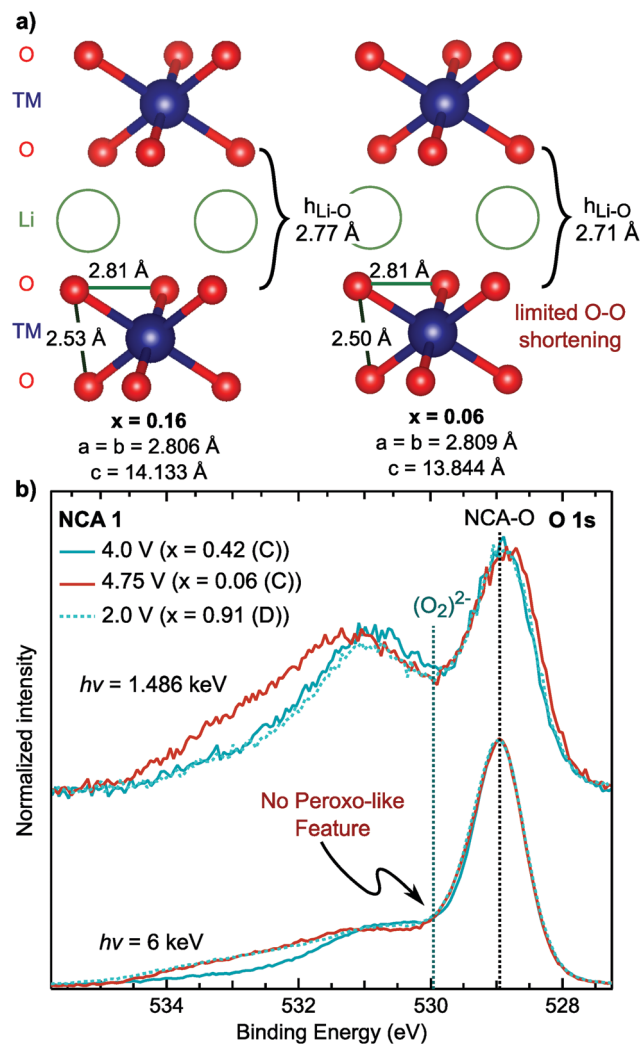 a)
O
TM
O
Li
O
TM
O
h Li-O
2.77 Å
h Li-O
2.71 Å
2.81 Å
2.53 Å
2.81 Å
2.50 Å
limited O-O
shortening
x = 0.16
a = b = 2.806 Å
c = 14.133 Å
x = 0.06
a = b = 2.809 Å
c = 13.844 Å
b)
NCA 1
NCA-O
O 1s
4.0 V (x = 0.42 (C))
4.75 V (x = 0.06 (C))
2.0 V (x = 0.91 (D))
(O₂)²⁻
hν = 1.486 keV
No Peroxo-like
Feature
hν = 6 keV
Normalized intensity
534
532
530
528
Binding Energy (eV)